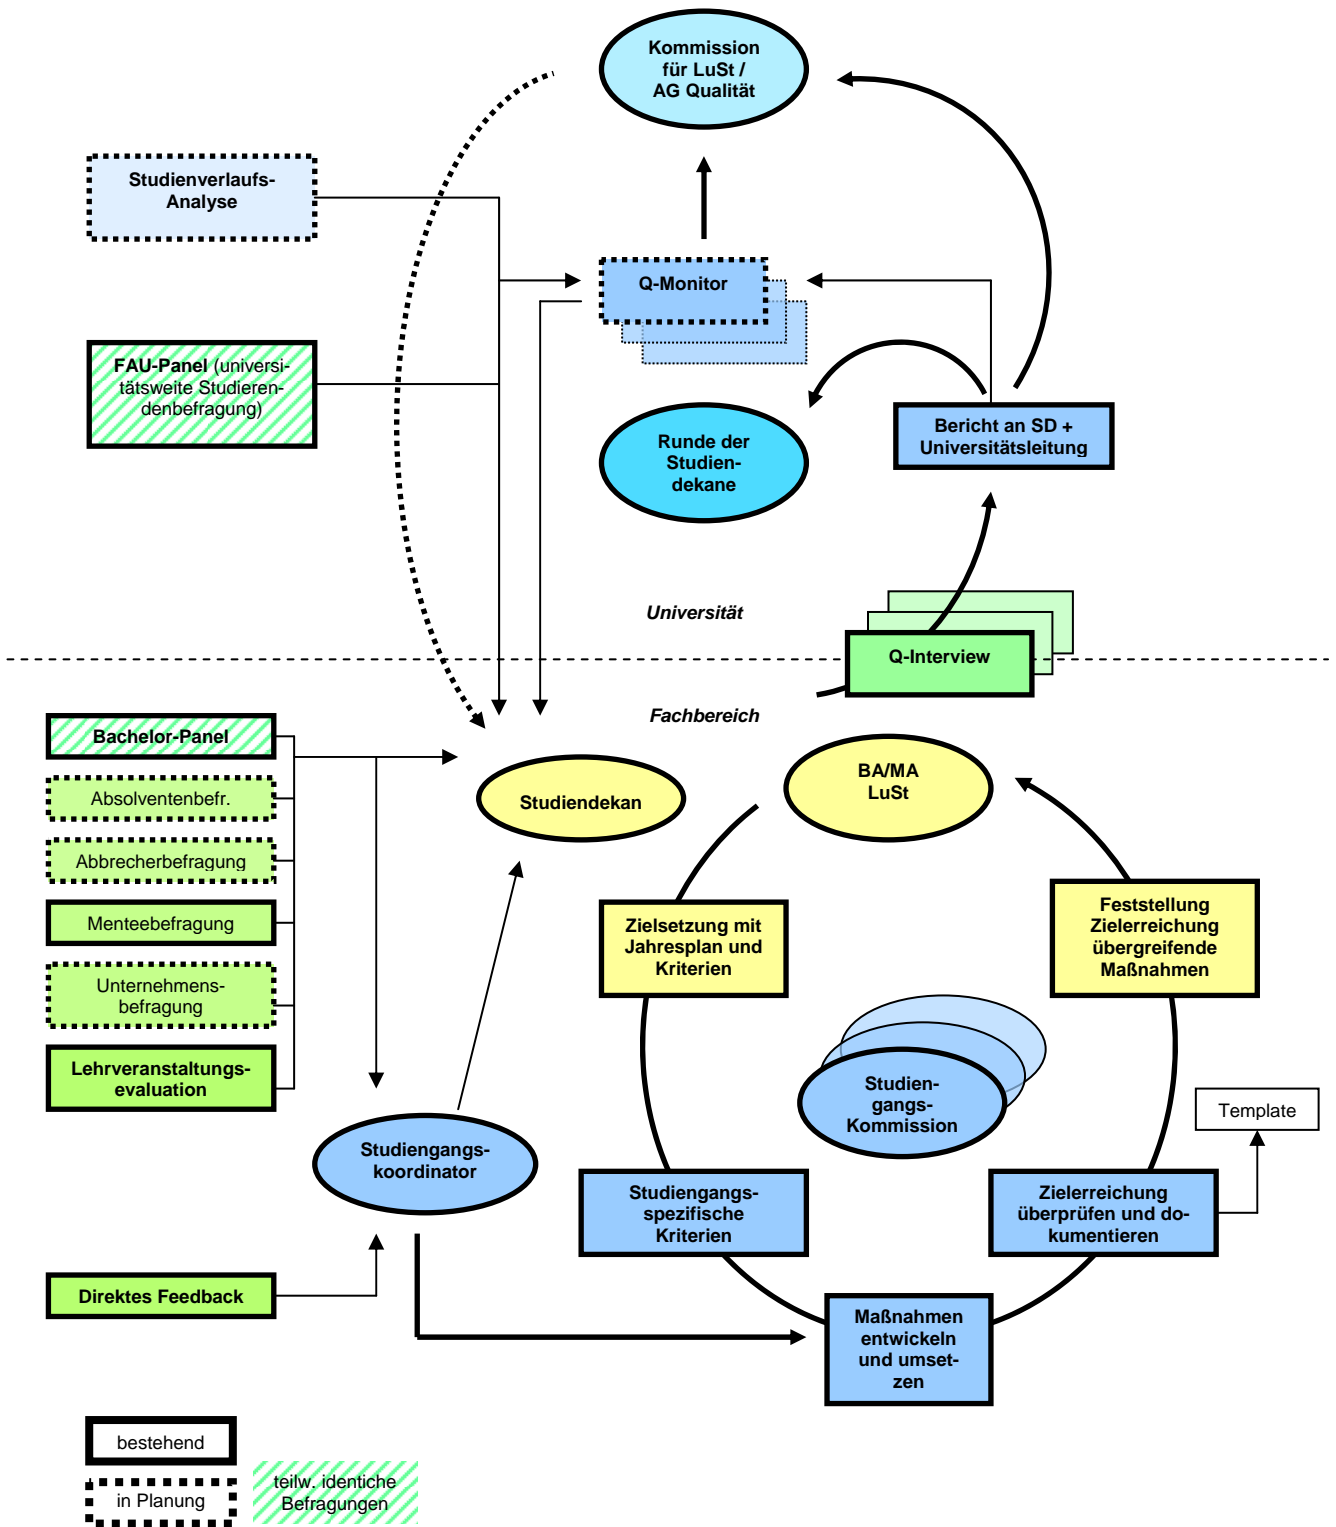 Kommission
für LuSt /
AG Qualität
Studienverlaufs-
Analyse
Q-Monitor
FAU-Panel (universi-
tätsweite Studieren-
denbefragung)
Runde der
Studien-
dekane
Bericht an SD +
Universitätsleitung
Universität
Q-Interview
Fachbereich
Bachelor-Panel
Absolventenbefr.
Abbrecherbefragung
Menteebefragung
Unternehmens-
befragung
Lehrveranstaltungs-
evaluation
Studiendekan
BA/MA
LuSt
Zielsetzung mit
Jahresplan und
Kriterien
Feststellung
Zielerreichung
übergreifende
Maßnahmen
Studien-
gangs-
Kommission
Template
Studiengangs-
koordinator
Studiengangs-
spezifische
Kriterien
Zielerreichung
überprüfen und do-
kumentieren
Direktes Feedback
Maßnahmen
entwickeln
und umset-
zen
bestehend
in Planung
teilw. identiche
Befragungen